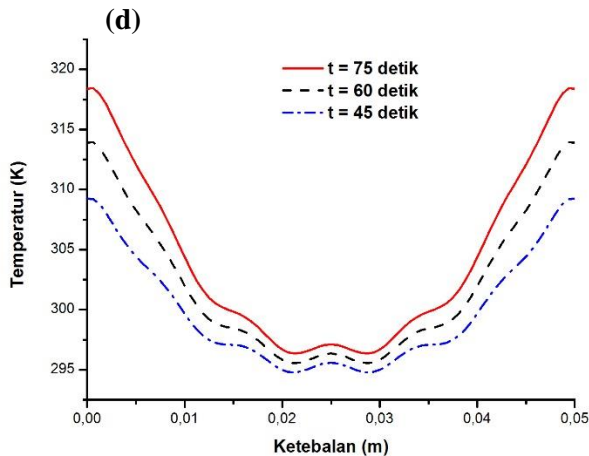 (d)
320
315
310
305
300
295
Temperatur (K)
t = 75 detik
t = 60 detik
t = 45 detik
0,00
0,01
0,02
0,03
0,04
0,05
Ketebalan (m)